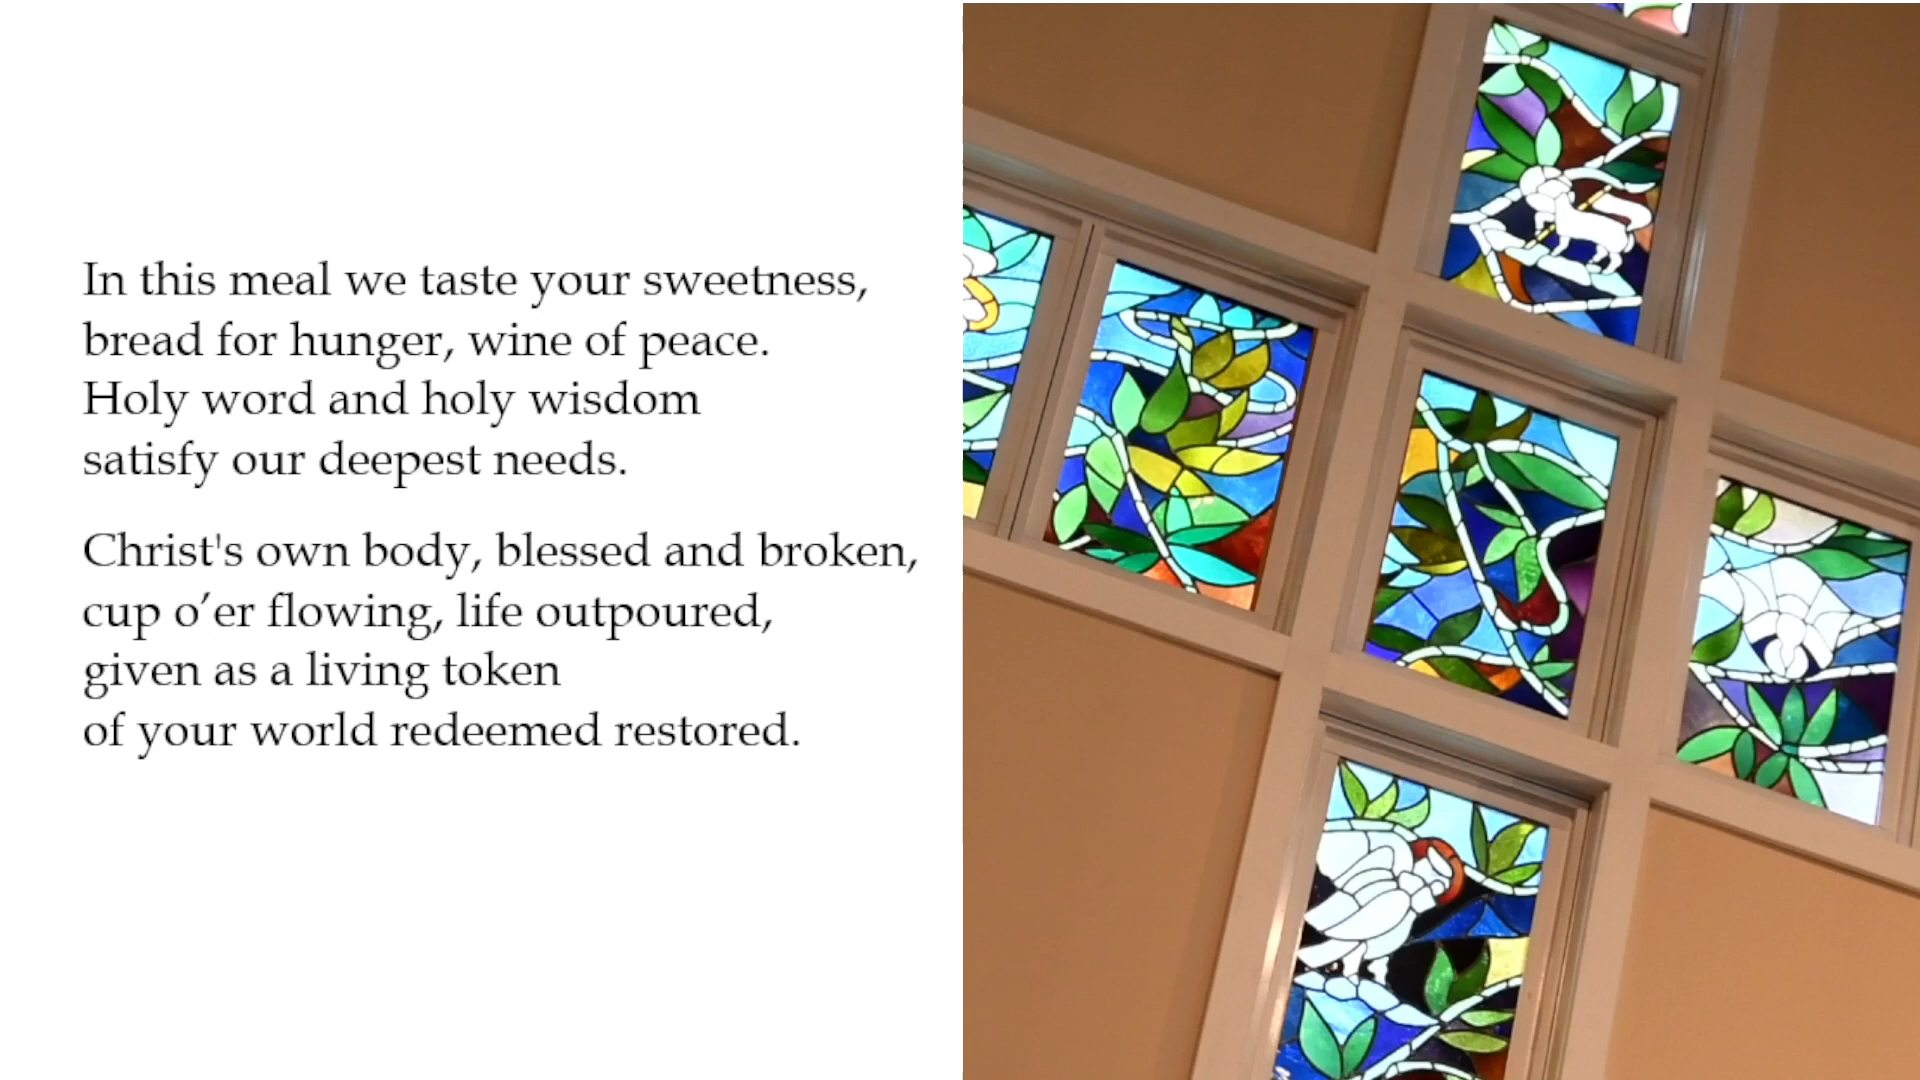 In this meal we taste your sweetness,
bread for hunger, wine of peace.
Holy word and holy wisdom
satisfy our deepest needs.
Christ's own body, blessed and broken,
cup o’er flowing, life outpoured,
given as a living token
of your world redeemed restored.